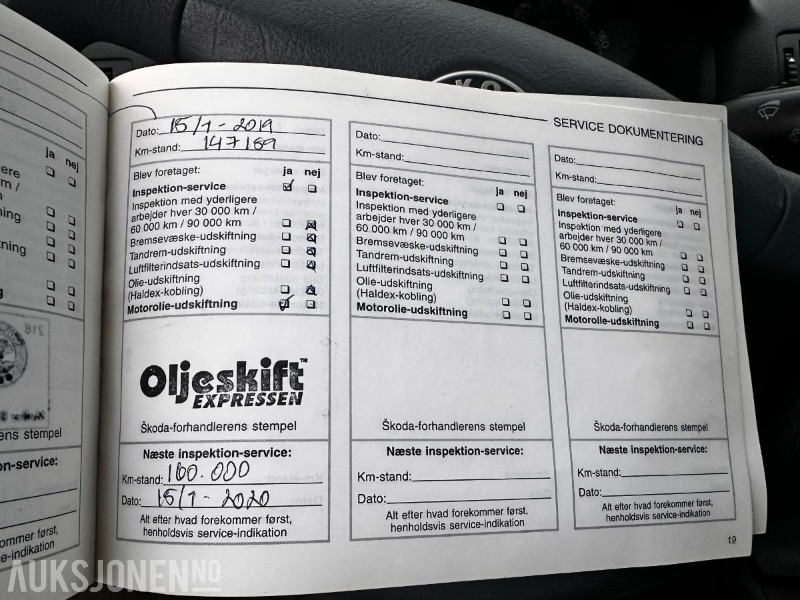 SERVICE DOKUMENTERING
ja nej
Dato: 15/1 - 2019
Km-stand: 147159
Blev foretaget:
ja nej
Inspektion-service
Inspektion med yderligere
arbejder hver 30 000 km /
60 000 km / 90 000 km
Bremsevæske-udskiftning
Tandrem-udskiftning
Luftfilterindsats-udskiftning
Olie-udskiftning
(Haldex-kobling)
Motorolie-udskiftning
Oljeskift™
EXPRESSEN
Škoda-forhandlerens stempel
Næste inspektion-service:
Km-stand: 160.000
Dato: 15/1 - 2020
Alt efter hvad forekommer først,
henholdsvis service-indikation
Dato:
Km-stand:
Blev foretaget:
ja nej
Inspektion-service
Inspektion med yderligere
arbejder hver 30 000 km /
60 000 km / 90 000 km
Bremsevæske-udskiftning
Tandrem-udskiftning
Luftfilterindsats-udskiftning
Olie-udskiftning
(Haldex-kobling)
Motorolie-udskiftning
Škoda-forhandlerens stempel
Næste inspektion-service:
Km-stand:
Dato:
Alt efter hvad forekommer først,
henholdsvis service-indikation
Dato:
Km-stand:
Blev foretaget:
ja nej
Inspektion-service
Inspektion med yderligere
arbejder hver 30 000 km /
60 000 km / 90 000 km
Bremsevæske-udskiftning
Tandrem-udskiftning
Luftfilterindsats-udskiftning
Olie-udskiftning
(Haldex-kobling)
Motorolie-udskiftning
Škoda-forhandlerens stempel
Næste inspektion-service:
Km-stand:
Dato:
Alt efter hvad forekommer først,
henholdsvis service-indikation
19
AUKSJONEN.NO